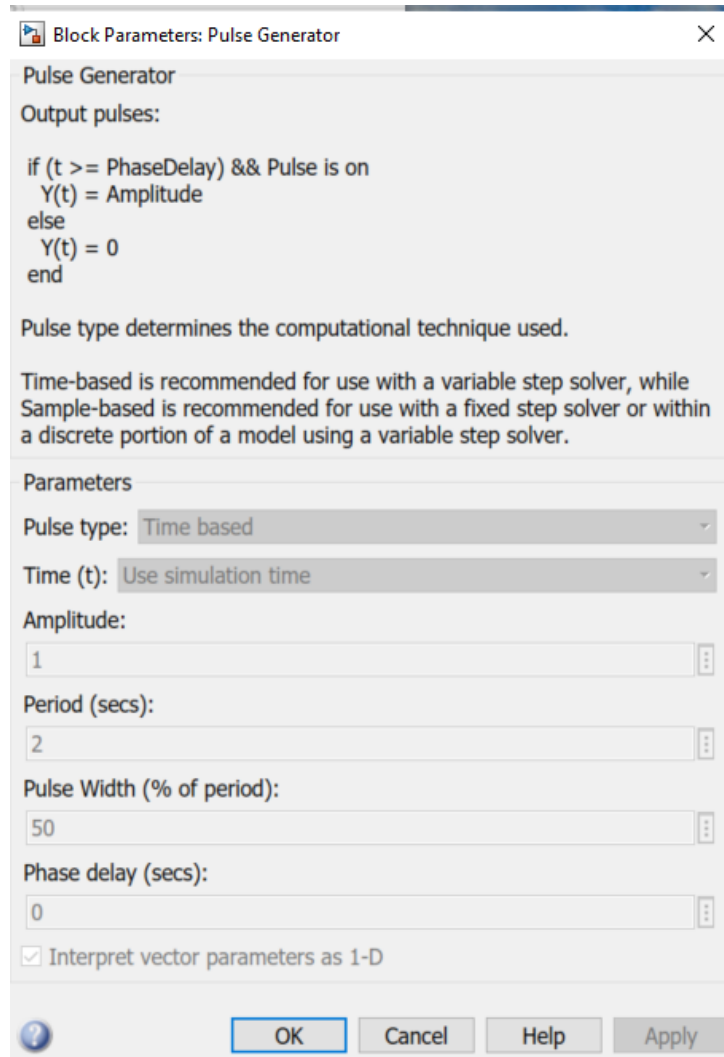 Block Parameters: Pulse Generator
Pulse Generator
Output pulses:
if (t >= PhaseDelay) && Pulse is on
Y(t) = Amplitude
else
Y(t) = 0
end
Pulse type determines the computational technique used.
Time-based is recommended for use with a variable step solver, while
Sample-based is recommended for use with a fixed step solver or within
a discrete portion of a model using a variable step solver.
Parameters
Pulse type: Time based
Time (t): Use simulation time
Amplitude:
1
Period (secs):
2
Pulse Width (% of period):
50
Phase delay (secs):
0
Interpret vector parameters as 1-D
OK Cancel Help Apply